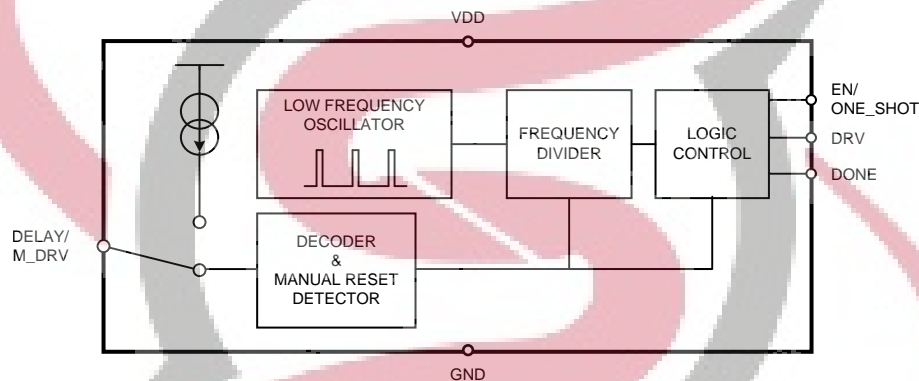 VDD
EN/
ONE_SHOT
LOW FREQUENCY
OSCILLATOR
FREQUENCY
DIVIDER
LOGIC
CONTROL
DRV
DONE
DELAY/
M_DRV
DECODER
&
MANUAL RESET
DETECTOR
GND